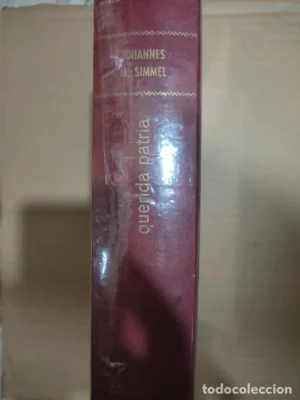 JOHANNES
M. SIMMEL
querida patria
todocoleccion